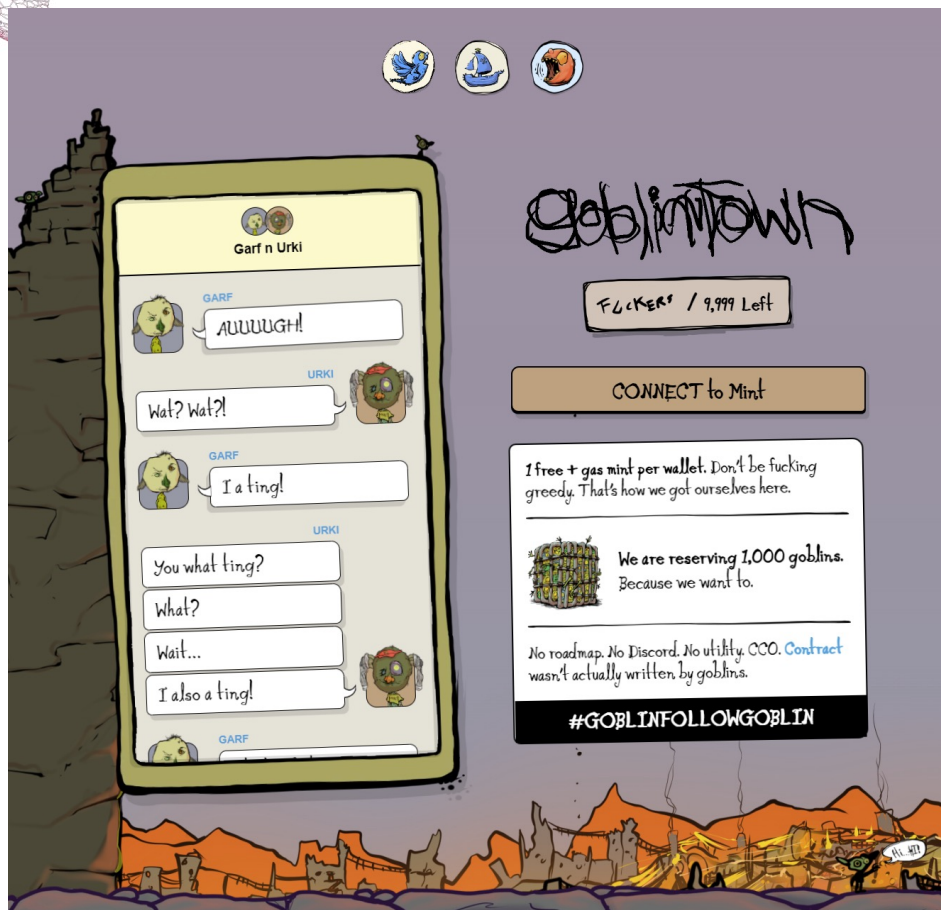 Garf n Urki
GARF
AUUUUGH!
URKI
Wat? Wat?!
GARF
I a ting!
URKI
You what ting?
What?
Wait...
I also a ting!
GARF
goblintown
FUCKERS / 9,999 Left
CONNECT to Mint
1 free + gas mint per wallet. Don't be fucking
greedy. That's how we got ourselves here.
We are reserving 1,000 goblins.
Because we want to.
No roadmap. No Discord. No utility. CC0. Contract
wasn't actually written by goblins.
#GOBLINFOLLOWGOBLIN